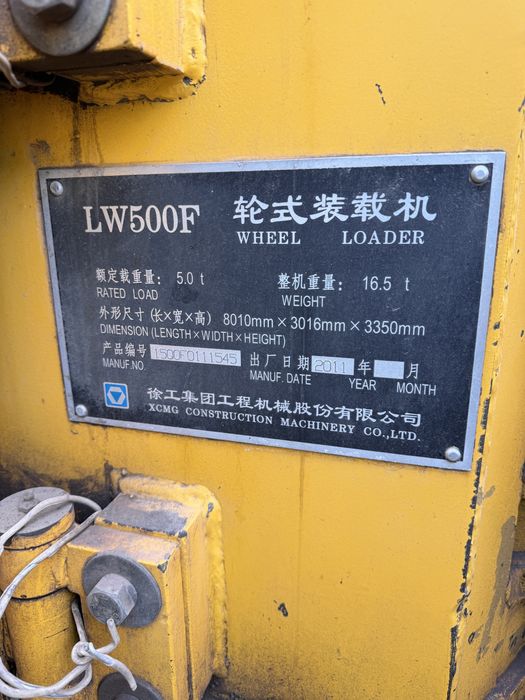 LW500F 轮式装载机
WHEEL LOADER
额定载重量: 5.0 t 整机重量: 16.5 t
RATED LOAD WEIGHT
外形尺寸 (长×宽×高) 8010mm×3016mm×3350mm
DIMENSION (LENGTH×WIDTH×HEIGHT)
产品编号 1500F0111545 出厂日期 2011 年 月
MANUF.NO. MANUF. DATE YEAR MONTH
徐工集团工程机械股份有限公司
XCMG CONSTRUCTION MACHINERY CO.,LTD.